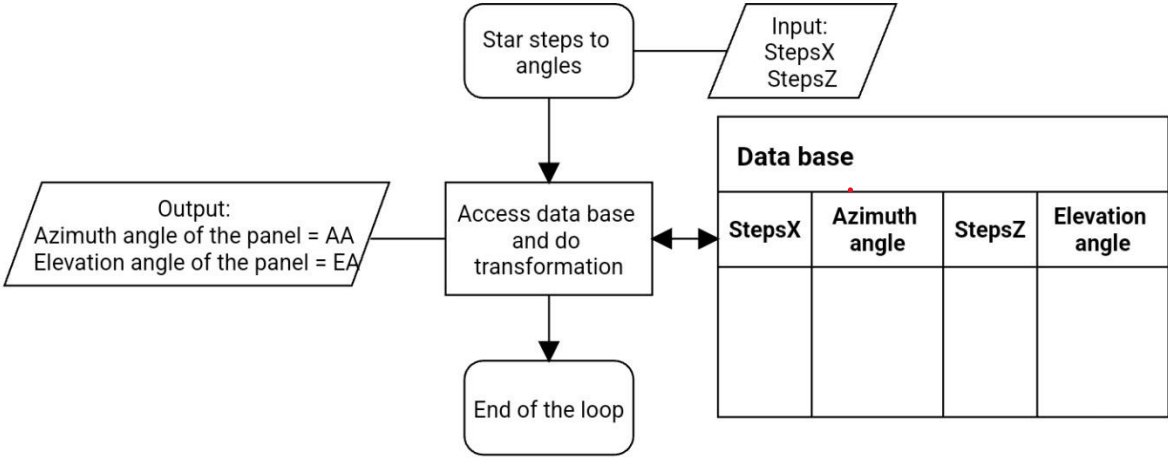 Star steps to
angles
Input:
StepsX
StepsZ
Data base
StepsX
Azimuth
angle
StepsZ
Elevation
angle
Access data base
and do
transformation
Output:
Azimuth angle of the panel = AA
Elevation angle of the panel = EA
End of the loop